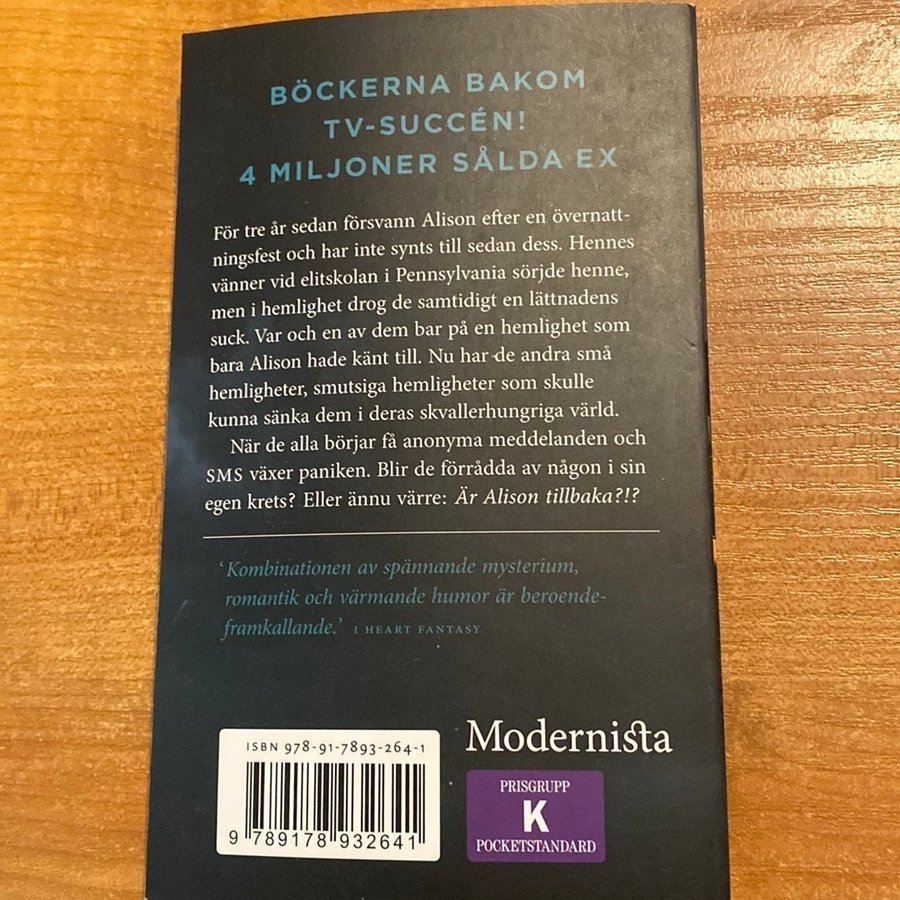 BÖCKERNA BAKOM
TV-SUCCÉN!
4 MILJONER SÅLDA EX
För tre år sedan försvann Alison efter en övernatt-
ningsfest och har inte synts till sedan dess. Hennes
vänner vid elitskolan i Pennsylvania sörjde henne,
men i hemlighet drog de samtidigt en lättnadens
suck. Var och en av dem bar på en hemlighet som
bara Alison hade känt till. Nu har de andra små
hemligheter, smutsiga hemligheter som skulle
kunna sänka dem i deras skvallerhungriga värld.
När de alla börjar få anonyma meddelanden och
SMS växer paniken. Blir de förrådda av någon i sin
egen krets? Eller ännu värre: Är Alison tillbaka?!?
‘Kombinationen av spännande mysterium,
romantik och värmande humor är beroende-
framkallande.’ I HEART FANTASY
Modernista
ISBN 978-91-7893-264-1
9 789178 932641
PRISGRUPP
K
POCKETSTANDARD